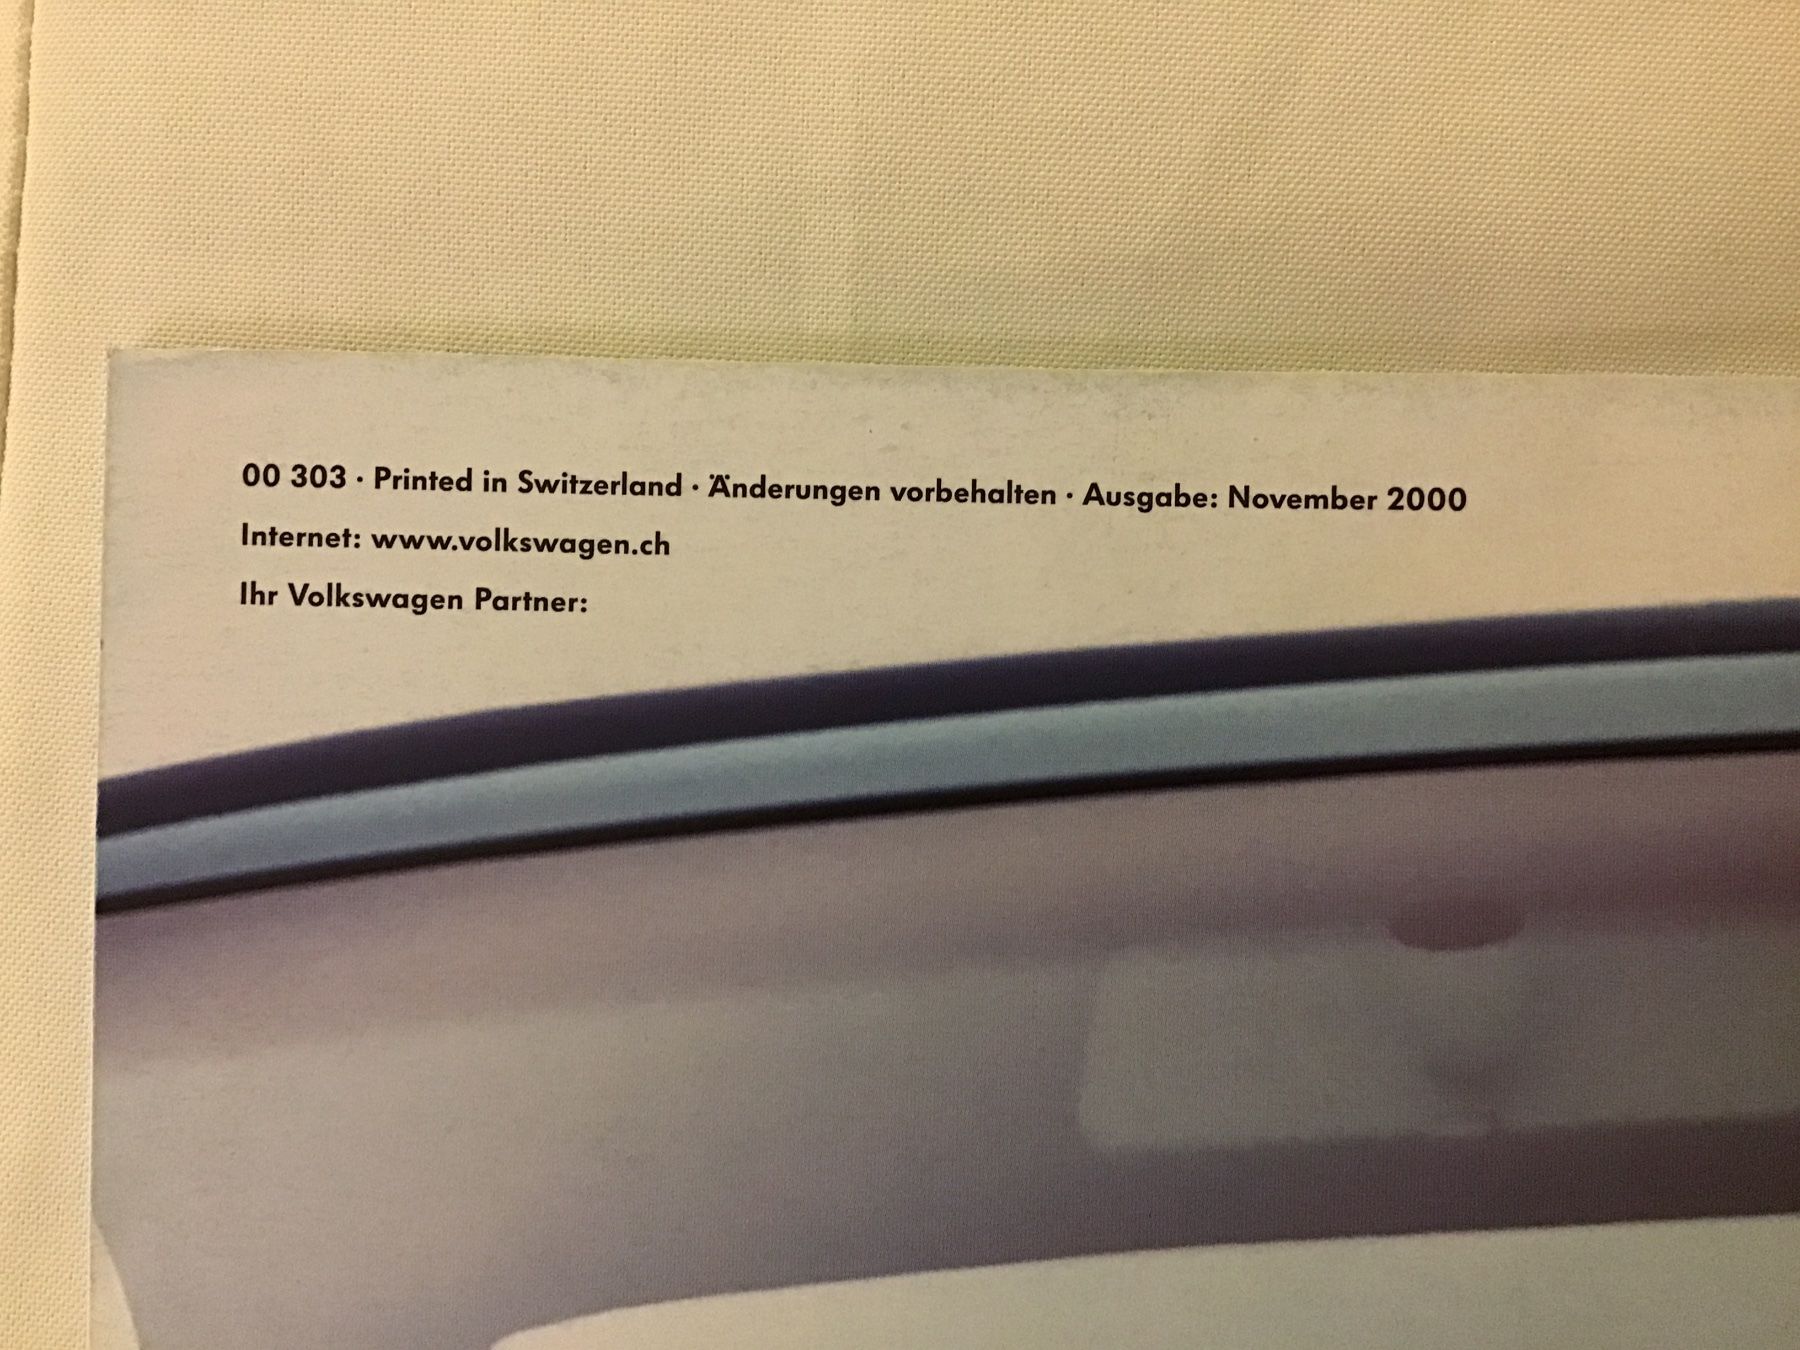 00 303 · Printed in Switzerland · Änderungen vorbehalten · Ausgabe: November 2000
Internet: www.volkswagen.ch
Ihr Volkswagen Partner: